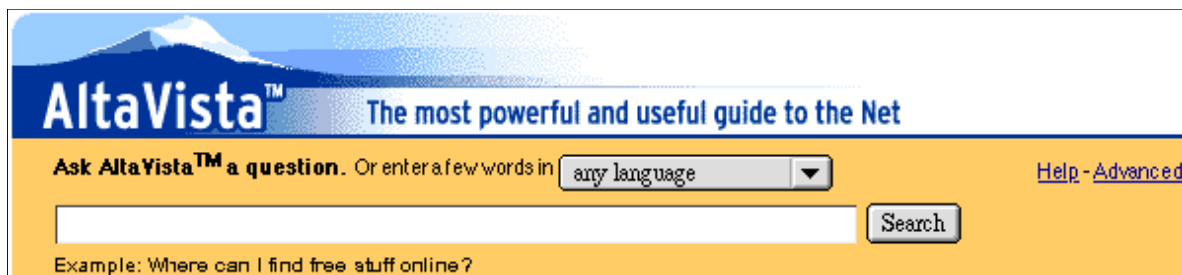 AltaVista™
The most powerful and useful guide to the Net
Ask AltaVista™ a question. Or enter a few words in any language
Help - Advanced
Search
Example: Where can I find free stuff online?